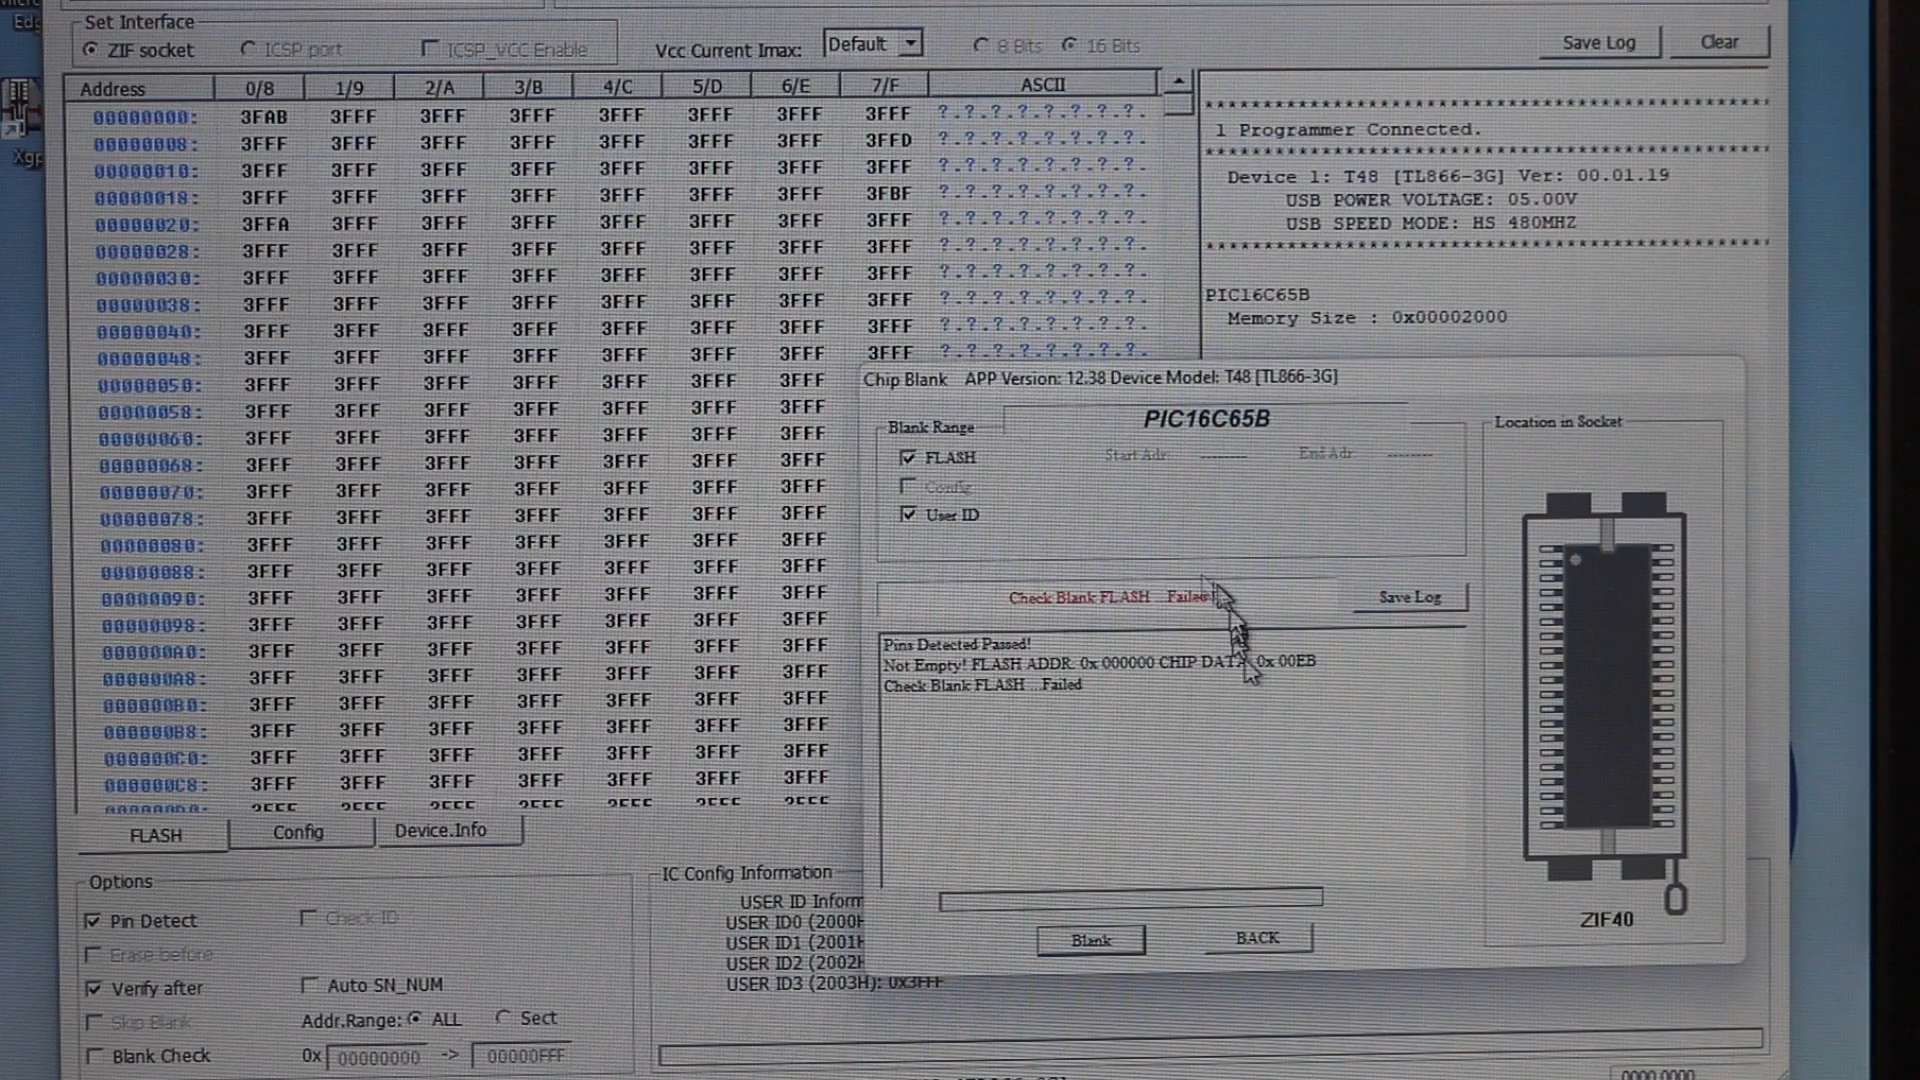 Set Interface
ZIF socket ICSP port ICSP_VCC Enable Vcc Current Imax: Default 8 Bits 16 Bits Save Log Clear
Address 0/8 1/9 2/A 3/B 4/C 5/D 6/E 7/F ASCII
00000000: 3FAB 3FFF 3FFF 3FFF 3FFF 3FFF 3FFF 3FFF ?.?.?.?.?.?.?.?.
00000008: 3FFF 3FFF 3FFF 3FFF 3FFF 3FFF 3FFF 3FFD ?.?.?.?.?.?.?.?.
00000010: 3FFF 3FFF 3FFF 3FFF 3FFF 3FFF 3FFF 3FFF ?.?.?.?.?.?.?.?.
00000018: 3FFF 3FFF 3FFF 3FFF 3FFF 3FFF 3FFF 3FBF ?.?.?.?.?.?.?.?.
00000020: 3FFA 3FFF 3FFF 3FFF 3FFF 3FFF 3FFF 3FFF ?.?.?.?.?.?.?.?.
00000028: 3FFF 3FFF 3FFF 3FFF 3FFF 3FFF 3FFF 3FFF ?.?.?.?.?.?.?.?.
00000030: 3FFF 3FFF 3FFF 3FFF 3FFF 3FFF 3FFF 3FFF ?.?.?.?.?.?.?.?.
00000038: 3FFF 3FFF 3FFF 3FFF 3FFF 3FFF 3FFF 3FFF ?.?.?.?.?.?.?.?.
00000040: 3FFF 3FFF 3FFF 3FFF 3FFF 3FFF 3FFF 3FFF ?.?.?.?.?.?.?.?.
00000048: 3FFF 3FFF 3FFF 3FFF 3FFF 3FFF 3FFF 3FFF ?.?.?.?.?.?.?.?.
00000050: 3FFF 3FFF 3FFF 3FFF 3FFF 3FFF 3FFF
00000058: 3FFF 3FFF 3FFF 3FFF 3FFF 3FFF 3FFF
00000060: 3FFF 3FFF 3FFF 3FFF 3FFF 3FFF 3FFF
00000068: 3FFF 3FFF 3FFF 3FFF 3FFF 3FFF 3FFF
00000070: 3FFF 3FFF 3FFF 3FFF 3FFF 3FFF 3FFF
00000078: 3FFF 3FFF 3FFF 3FFF 3FFF 3FFF 3FFF
00000080: 3FFF 3FFF 3FFF 3FFF 3FFF 3FFF 3FFF
00000088: 3FFF 3FFF 3FFF 3FFF 3FFF 3FFF 3FFF
00000090: 3FFF 3FFF 3FFF 3FFF 3FFF 3FFF 3FFF
00000098: 3FFF 3FFF 3FFF 3FFF 3FFF 3FFF 3FFF
000000A0: 3FFF 3FFF 3FFF 3FFF 3FFF 3FFF 3FFF
000000A8: 3FFF 3FFF 3FFF 3FFF 3FFF 3FFF 3FFF
000000B0: 3FFF 3FFF 3FFF 3FFF 3FFF 3FFF 3FFF
000000B8: 3FFF 3FFF 3FFF 3FFF 3FFF 3FFF 3FFF
000000C0: 3FFF 3FFF 3FFF 3FFF 3FFF 3FFF 3FFF
000000C8: 3FFF 3FFF 3FFF 3FFF 3FFF 3FFF 3FFF
FLASH Config Device.Info
1 Programmer Connected.
Device 1: T48 [TL866-3G] Ver: 00.01.19
USB POWER VOLTAGE: 05.00V
USB SPEED MODE: HS 480MHZ
PIC16C65B
Memory Size : 0x00002000
Chip Blank APP Version: 12.38 Device Model: T48 [TL866-3G]
PIC16C65B
Blank Range
FLASH Start Adr: -------- End Adr: --------
Config
User ID
Check Blank FLASH ...Failed
Save Log
Pins Detected Passed!
Not Empty! FLASH ADDR: 0x 000000 CHIP DATA 0x 00EB
Check Blank FLASH ...Failed
Blank BACK
Location in Socket
ZIF40
Options
Pin Detect Check ID
Erase before
Verify after Auto SN_NUM
Skip Blank Addr.Range: ALL Sect
Blank Check 0x 00000000 -> 00000FFF
IC Config Information
USER ID Inform
USER ID0 (2000H
USER ID1 (2001H
USER ID2 (2002H
USER ID3 (2003H): 0X3FFF
0000 0000